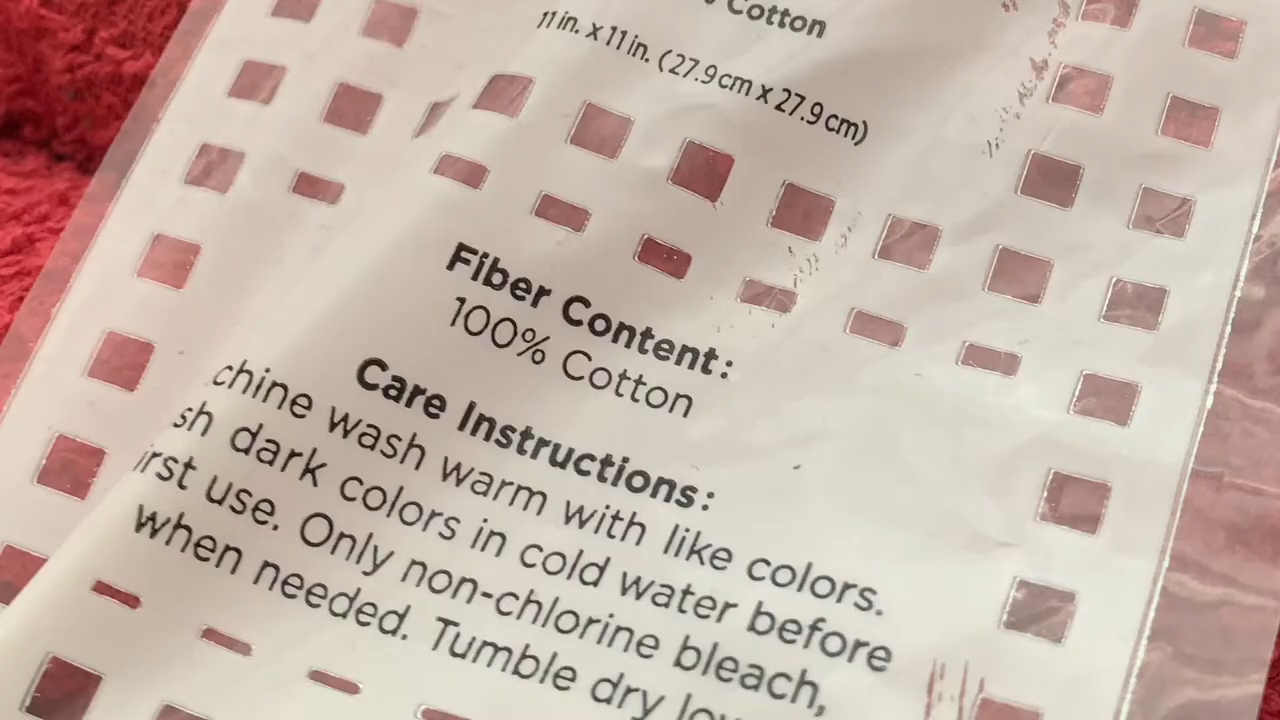 Cotton
11 in. x 11 in. (27.9 cm x 27.9 cm)
Fiber Content:
100% Cotton
Care Instructions:
chine wash warm with like colors.
sh dark colors in cold water before
irst use. Only non-chlorine bleach,
when needed. Tumble dry